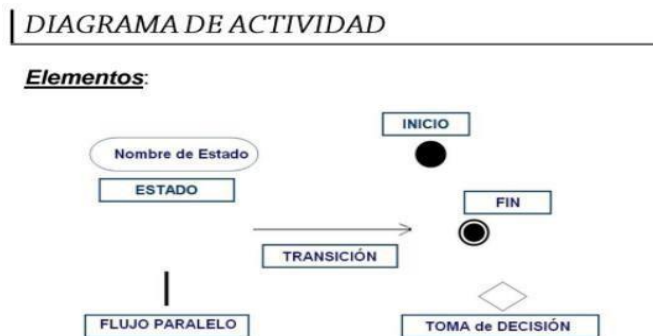 DIAGRAMA DE ACTIVIDAD
Elementos:
INICIO
Nombre de Estado
ESTADO
FIN
TRANSICIÓN
FLUJO PARALELO
TOMA de DECISIÓN